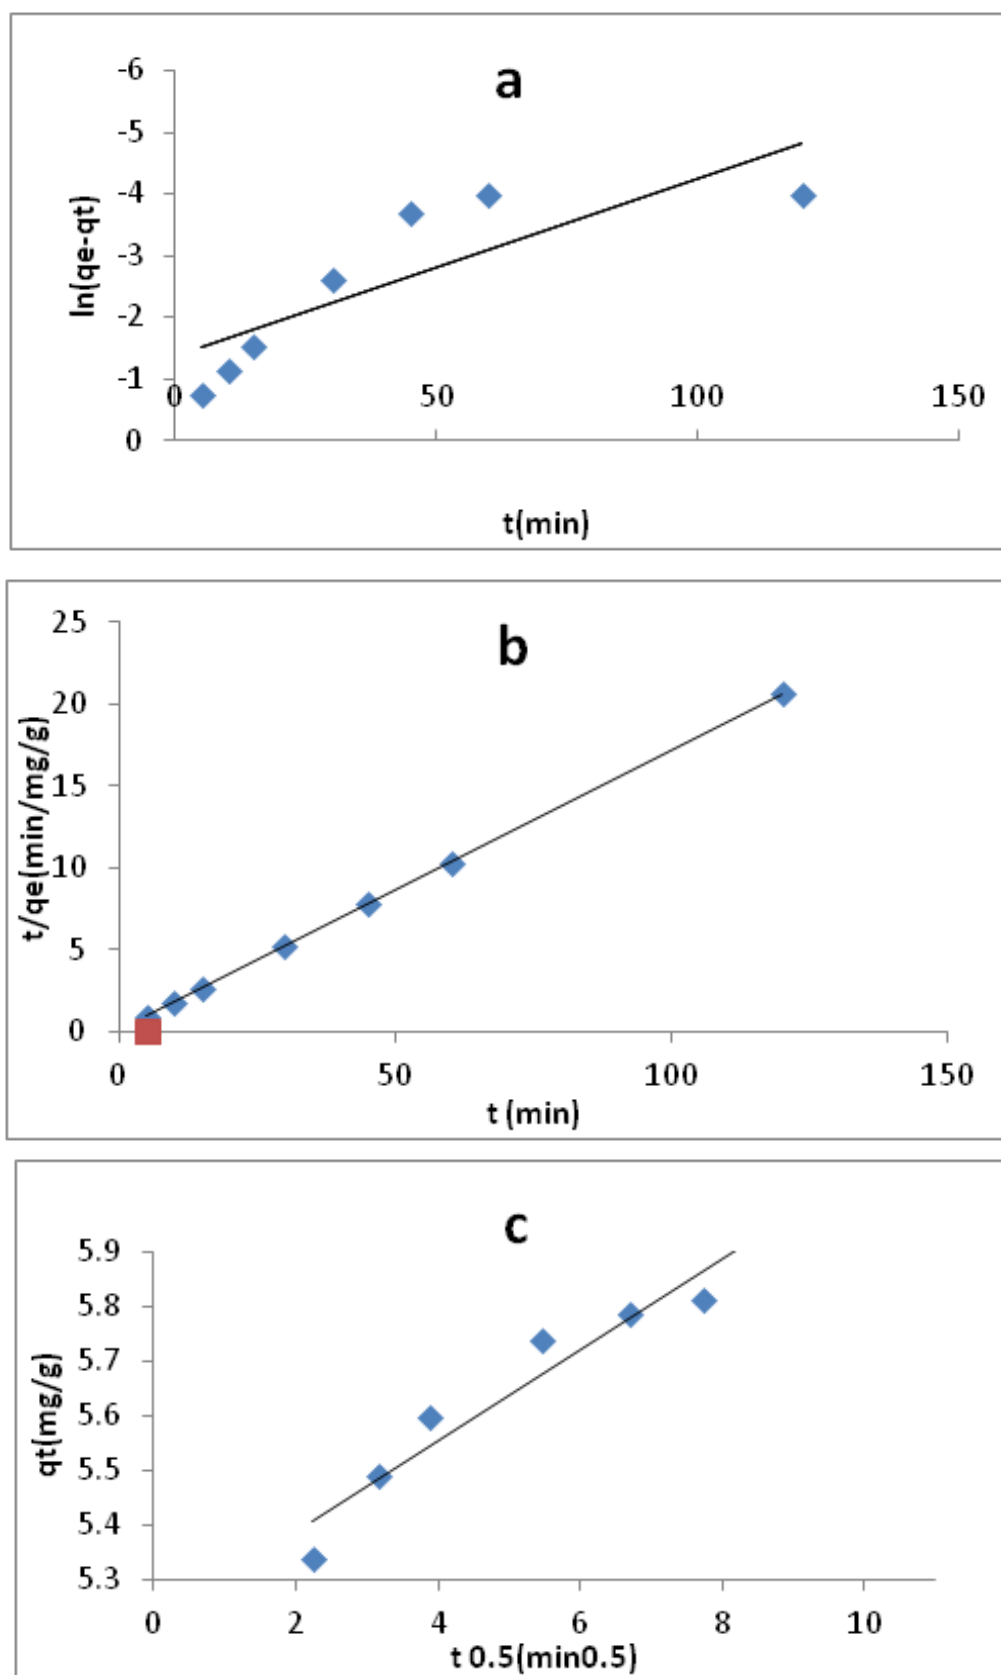 a
-6
-5
-4
-3
-2
-1
0
ln(qe-qt)
0 50 100 150
t(min)
b
25
20
15
10
5
0
t/qe(min/mg/g)
0 50 100 150
t (min)
c
5.9
5.8
5.7
5.6
5.5
5.4
5.3
qt(mg/g)
0 2 4 6 8 10
t 0.5(min0.5)